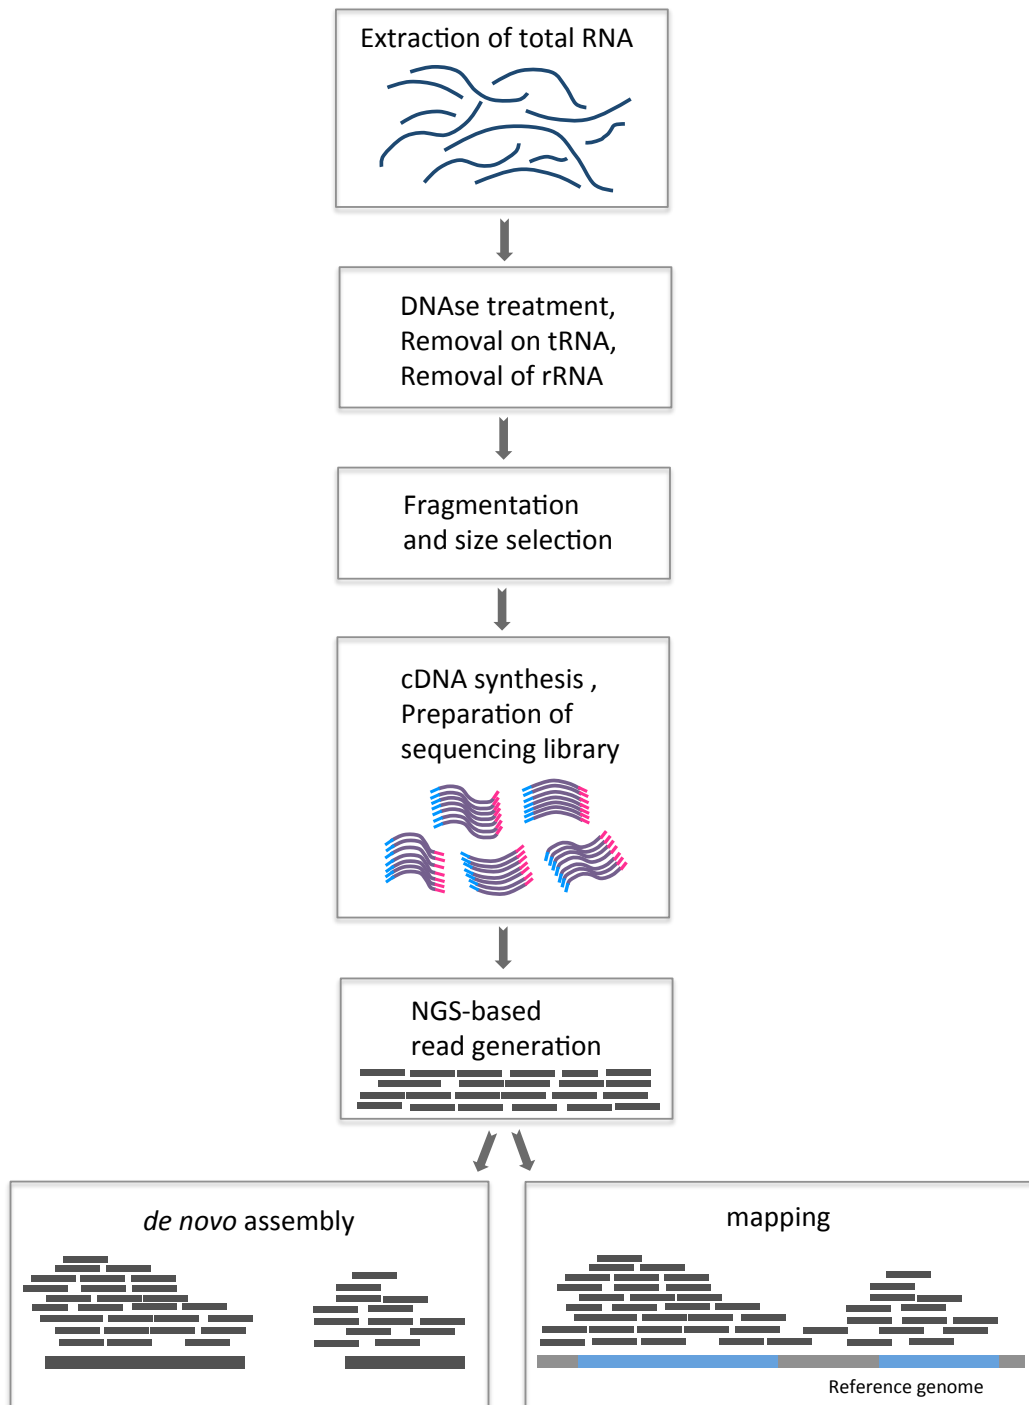 Extraction of total RNA
DNAse treatment,
Removal on tRNA,
Removal of rRNA
Fragmentation
and size selection
cDNA synthesis ,
Preparation of
sequencing library
NGS-based
read generation
de novo assembly
mapping
Reference genome